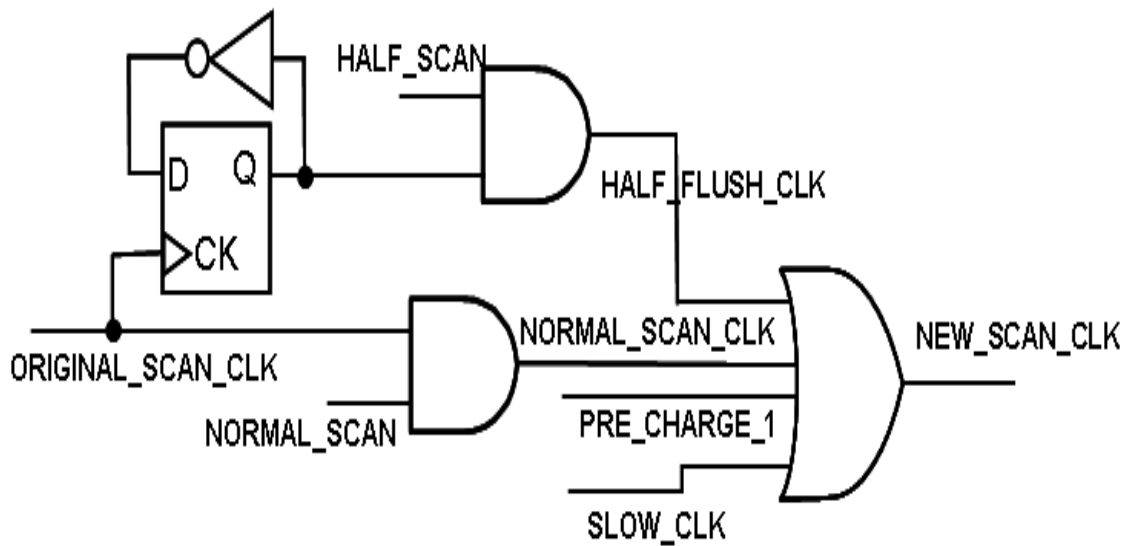 HALF_SCAN
D
Q
HALF_FLUSH_CLK
CK
NORMAL_SCAN_CLK
NEW_SCAN_CLK
ORIGINAL_SCAN_CLK
PRE_CHARGE_1
NORMAL_SCAN
SLOW_CLK